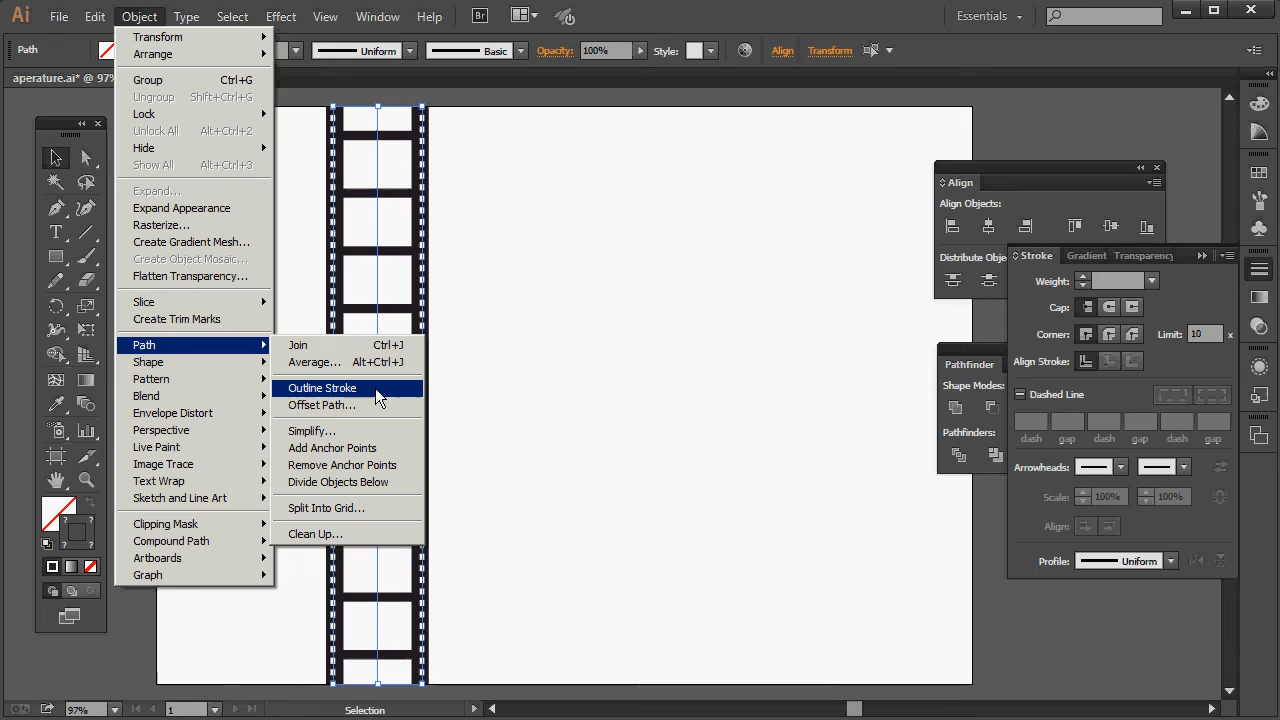 Ai File Edit Object Type Select Effect View Window Help Br Essentials
Path Uniform Basic Opacity: 100% Style: Align Transform
aperature.ai* @ 97%
Transform
Arrange
Group Ctrl+G
Ungroup Shift+Ctrl+G
Lock
Unlock All Alt+Ctrl+2
Hide
Show All Alt+Ctrl+3
Expand...
Expand Appearance
Rasterize...
Create Gradient Mesh...
Create Object Mosaic...
Flatten Transparency...
Slice
Create Trim Marks
Path
Shape
Pattern
Blend
Envelope Distort
Perspective
Live Paint
Image Trace
Text Wrap
Sketch and Line Art
Clipping Mask
Compound Path
Artboards
Graph
Join Ctrl+J
Average... Alt+Ctrl+J
Outline Stroke
Offset Path...
Simplify...
Add Anchor Points
Remove Anchor Points
Divide Objects Below
Split Into Grid...
Clean Up...
Align
Align Objects:
Distribute Obje
Pathfinder
Shape Modes:
Pathfinders:
Stroke Gradient Transparency
Weight:
Cap:
Corner: Limit: 10 x
Align Stroke:
Dashed Line
dash gap dash gap dash gap
Arrowheads:
Scale: 100% 100%
Align:
Profile: Uniform
T
? ?
97% 1 Selection